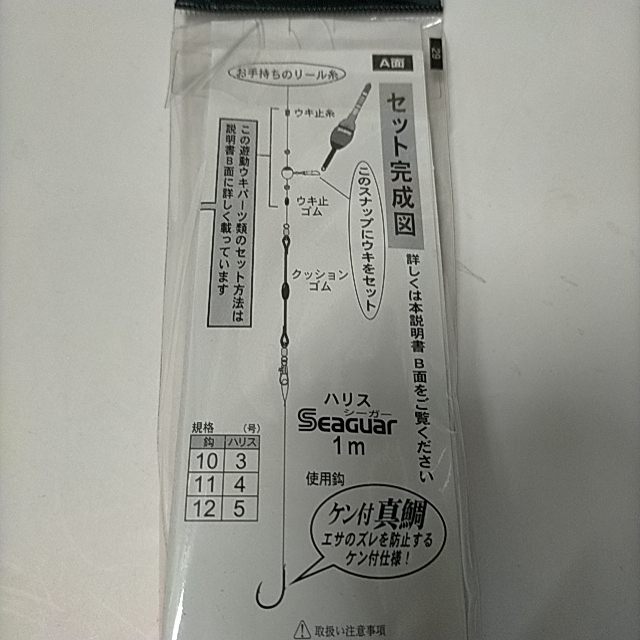 A面
セット完成図
詳しくは本説明書 B面をご覧ください
お手持ちのリール糸
ウキ止糸
このスナップにウキをセット
この遊動ウキパーツ類のセット方法は
説明書B面に詳しく載っています
ウキ止
ゴム
クッション
ゴム
ハリス
シーガー
Seaguar
1m
規格 (号)
鈎 ハリス
10 3
11 4
12 5
使用鈎
ケン付真鯛
エサのズレを防止する
ケン付仕様！
取扱い注意事項